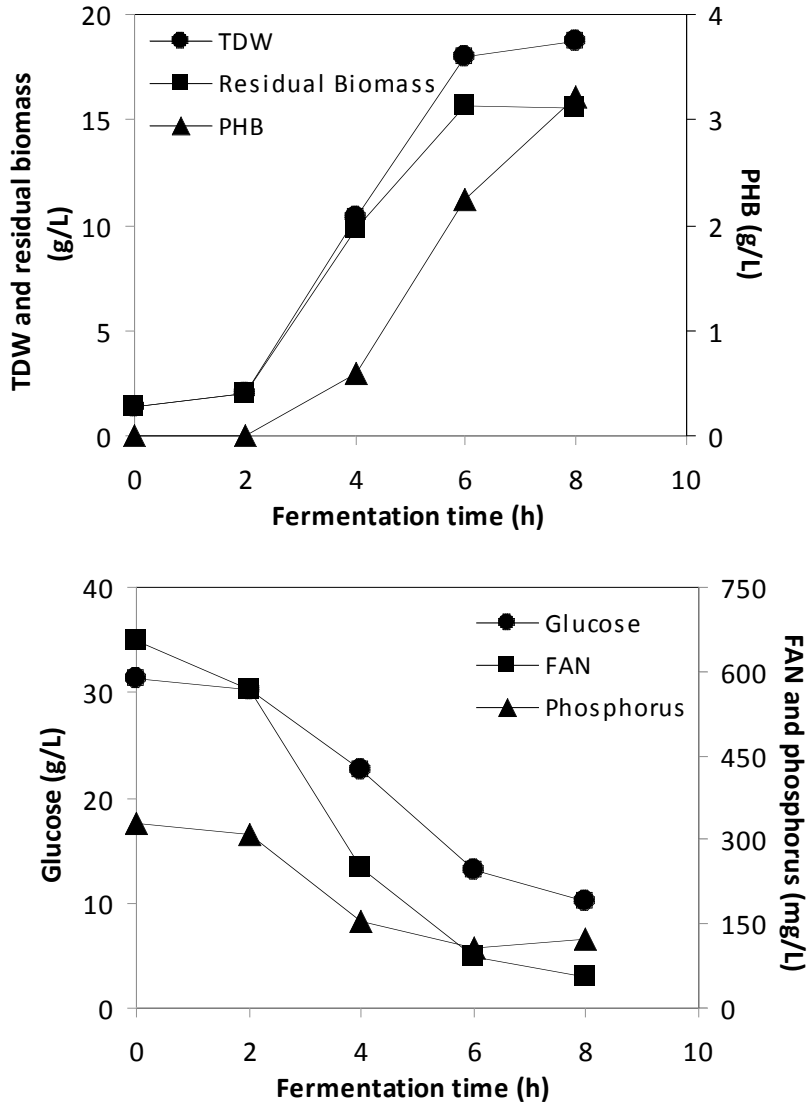 20
15
10
5
0
TDW and residual biomass
(g/L)
TDW
Residual Biomass
PHB
4
3
2
1
0
PHB (g/L)
0 2 4 6 8 10
Fermentation time (h)
40
30
20
10
0
Glucose (g/L)
Glucose
FAN
Phosphorus
750
600
450
300
150
0
FAN and phosphorus (mg/L)
0 2 4 6 8 10
Fermentation time (h)